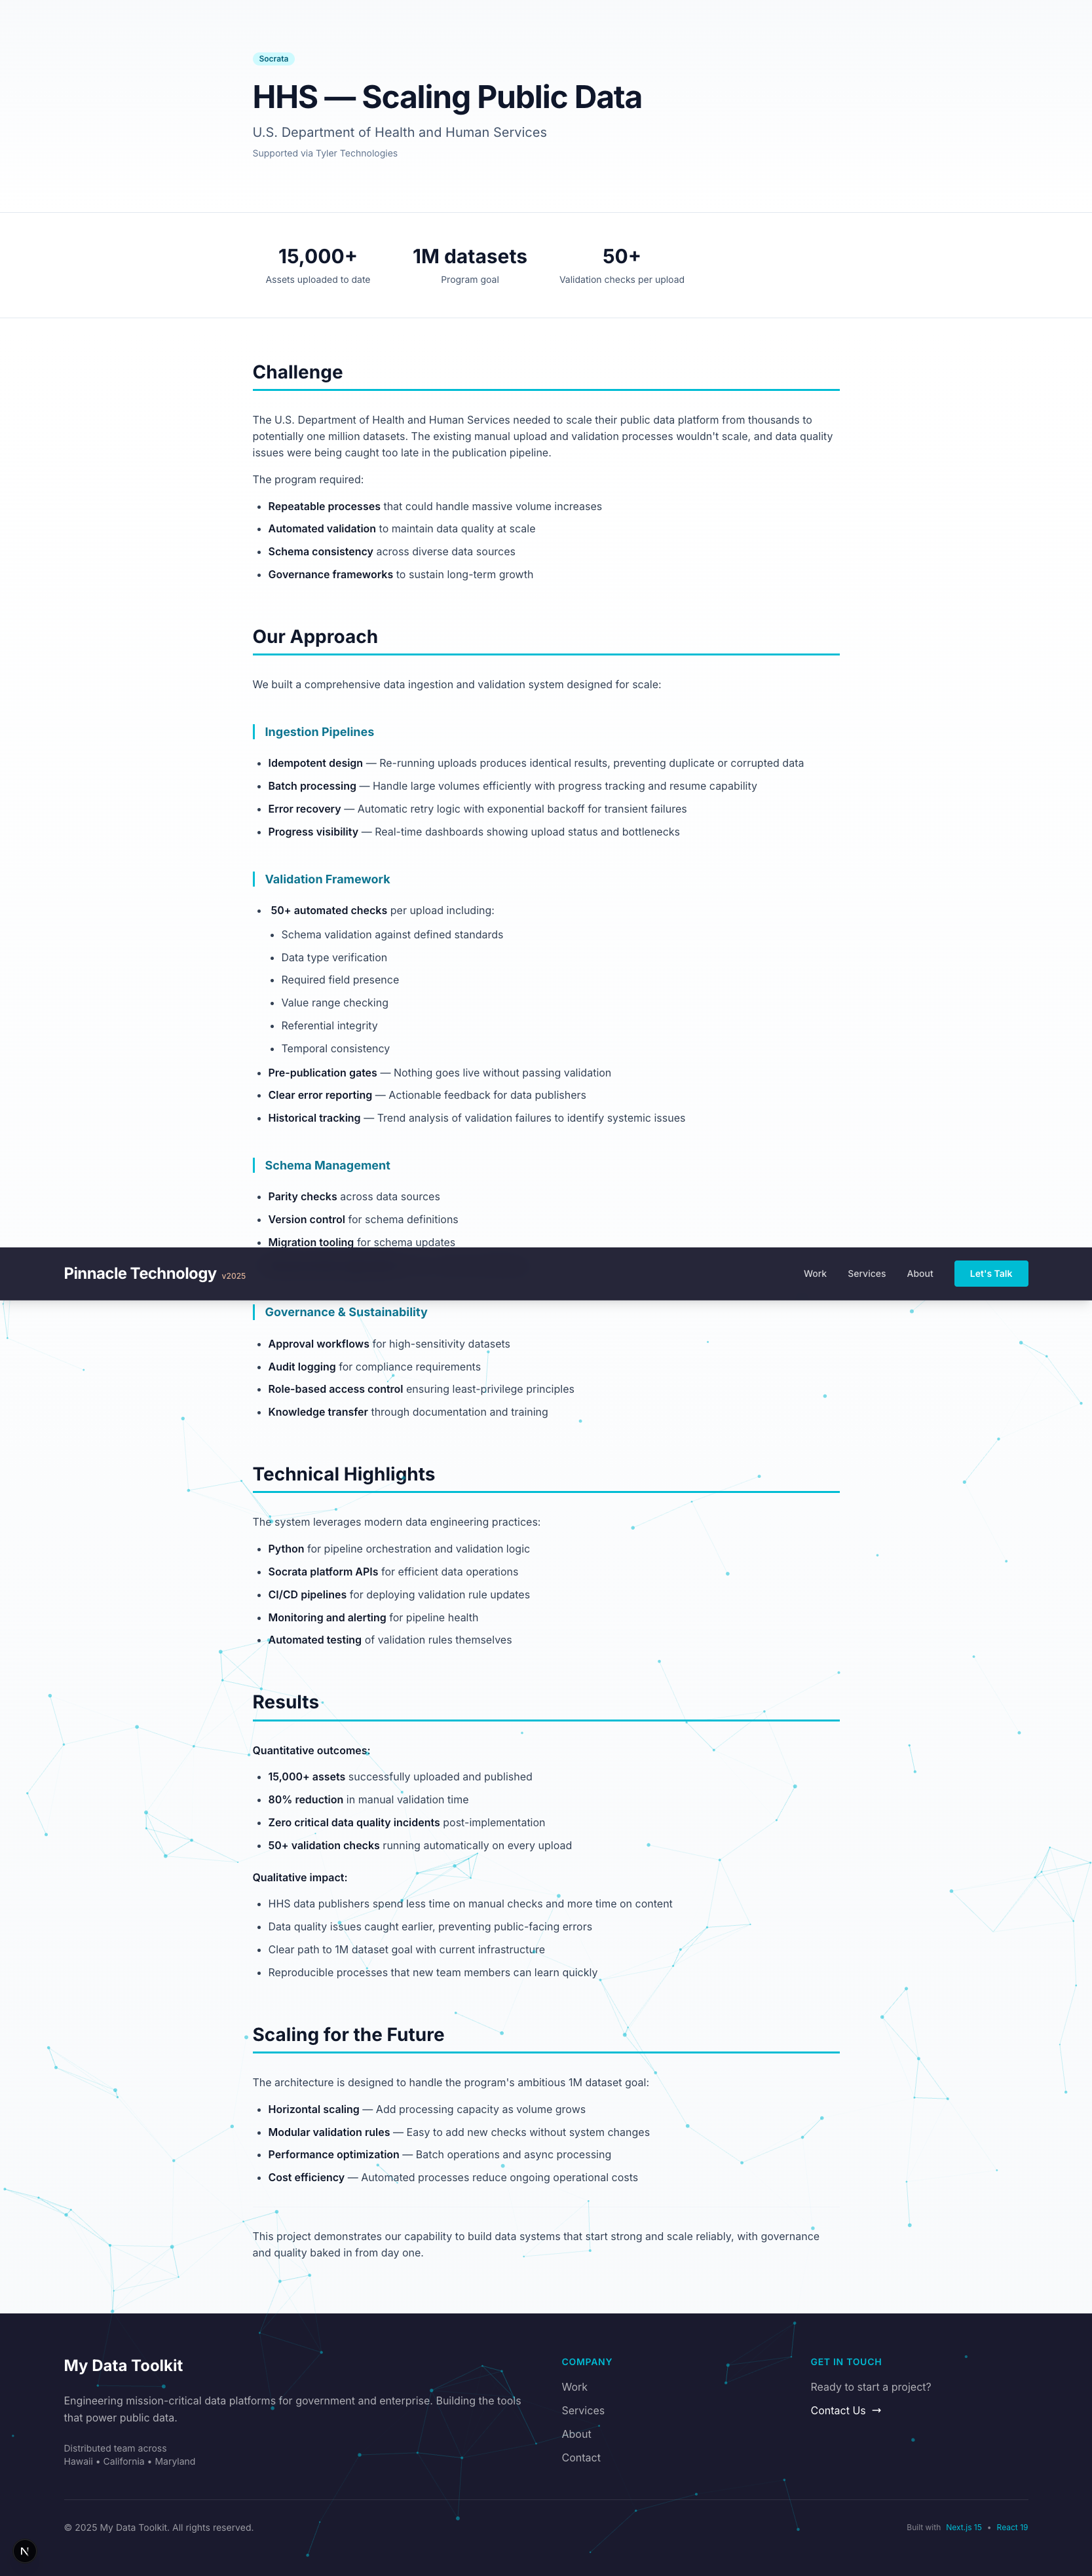 Socrata
HHS — Scaling Public Data
U.S. Department of Health and Human Services
Supported via Tyler Technologies
15,000+
Assets uploaded to date
1M datasets
Program goal
50+
Validation checks per upload
Challenge
The U.S. Department of Health and Human Services needed to scale their public data platform from thousands to
potentially one million datasets. The existing manual upload and validation processes wouldn't scale, and data quality
issues were being caught too late in the publication pipeline.
The program required:
• Repeatable processes that could handle massive volume increases
• Automated validation to maintain data quality at scale
• Schema consistency across diverse data sources
• Governance frameworks to sustain long-term growth
Our Approach
We built a comprehensive data ingestion and validation system designed for scale:
Ingestion Pipelines
• Idempotent design — Re-running uploads produces identical results, preventing duplicate or corrupted data
• Batch processing — Handle large volumes efficiently with progress tracking and resume capability
• Error recovery — Automatic retry logic with exponential backoff for transient failures
• Progress visibility — Real-time dashboards showing upload status and bottlenecks
Validation Framework
• 50+ automated checks per upload including:
• Schema validation against defined standards
• Data type verification
• Required field presence
• Value range checking
• Referential integrity
• Temporal consistency
• Pre-publication gates — Nothing goes live without passing validation
• Clear error reporting — Actionable feedback for data publishers
• Historical tracking — Trend analysis of validation failures to identify systemic issues
Schema Management
• Parity checks across data sources
• Version control for schema definitions
• Migration tooling for schema updates
Pinnacle Technology v2025
Work
Services
About
Let's Talk
Governance & Sustainability
• Approval workflows for high-sensitivity datasets
• Audit logging for compliance requirements
• Role-based access control ensuring least-privilege principles
• Knowledge transfer through documentation and training
Technical Highlights
The system leverages modern data engineering practices:
• Python for pipeline orchestration and validation logic
• Socrata platform APIs for efficient data operations
• CI/CD pipelines for deploying validation rule updates
• Monitoring and alerting for pipeline health
• Automated testing of validation rules themselves
Results
Quantitative outcomes:
• 15,000+ assets successfully uploaded and published
• 80% reduction in manual validation time
• Zero critical data quality incidents post-implementation
• 50+ validation checks running automatically on every upload
Qualitative impact:
• HHS data publishers spend less time on manual checks and more time on content
• Data quality issues caught earlier, preventing public-facing errors
• Clear path to 1M dataset goal with current infrastructure
• Reproducible processes that new team members can learn quickly
Scaling for the Future
The architecture is designed to handle the program's ambitious 1M dataset goal:
• Horizontal scaling — Add processing capacity as volume grows
• Modular validation rules — Easy to add new checks without system changes
• Performance optimization — Batch operations and async processing
• Cost efficiency — Automated processes reduce ongoing operational costs
This project demonstrates our capability to build data systems that start strong and scale reliably, with governance
and quality baked in from day one.
My Data Toolkit
Engineering mission-critical data platforms for government and enterprise. Building the tools
that power public data.
Distributed team across
Hawaii • California • Maryland
COMPANY
Work
Services
About
Contact
GET IN TOUCH
Ready to start a project?
Contact Us →
© 2025 My Data Toolkit. All rights reserved.
Built with Next.js 15 • React 19
N